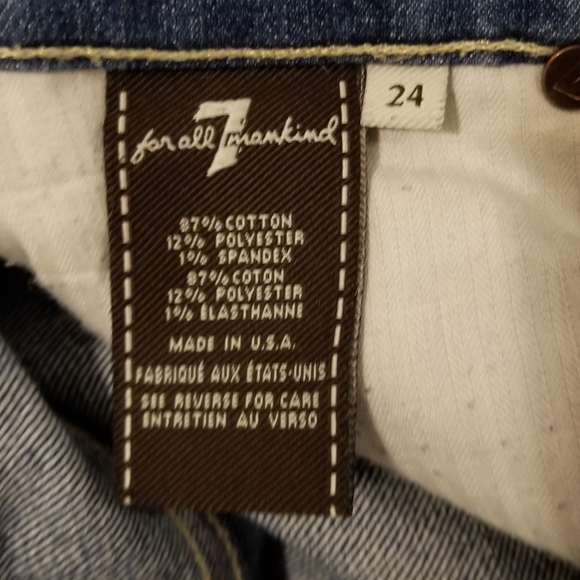 for all 7 mankind
24
87% COTTON
12% POLYESTER
1% SPANDEX
87% COTON
12% POLYESTER
1% ÉLASTHANNE
MADE IN U.S.A.
FABRIQUÉ AUX ÉTATS-UNIS
SEE REVERSE FOR CARE
ENTRETIEN AU VERSO